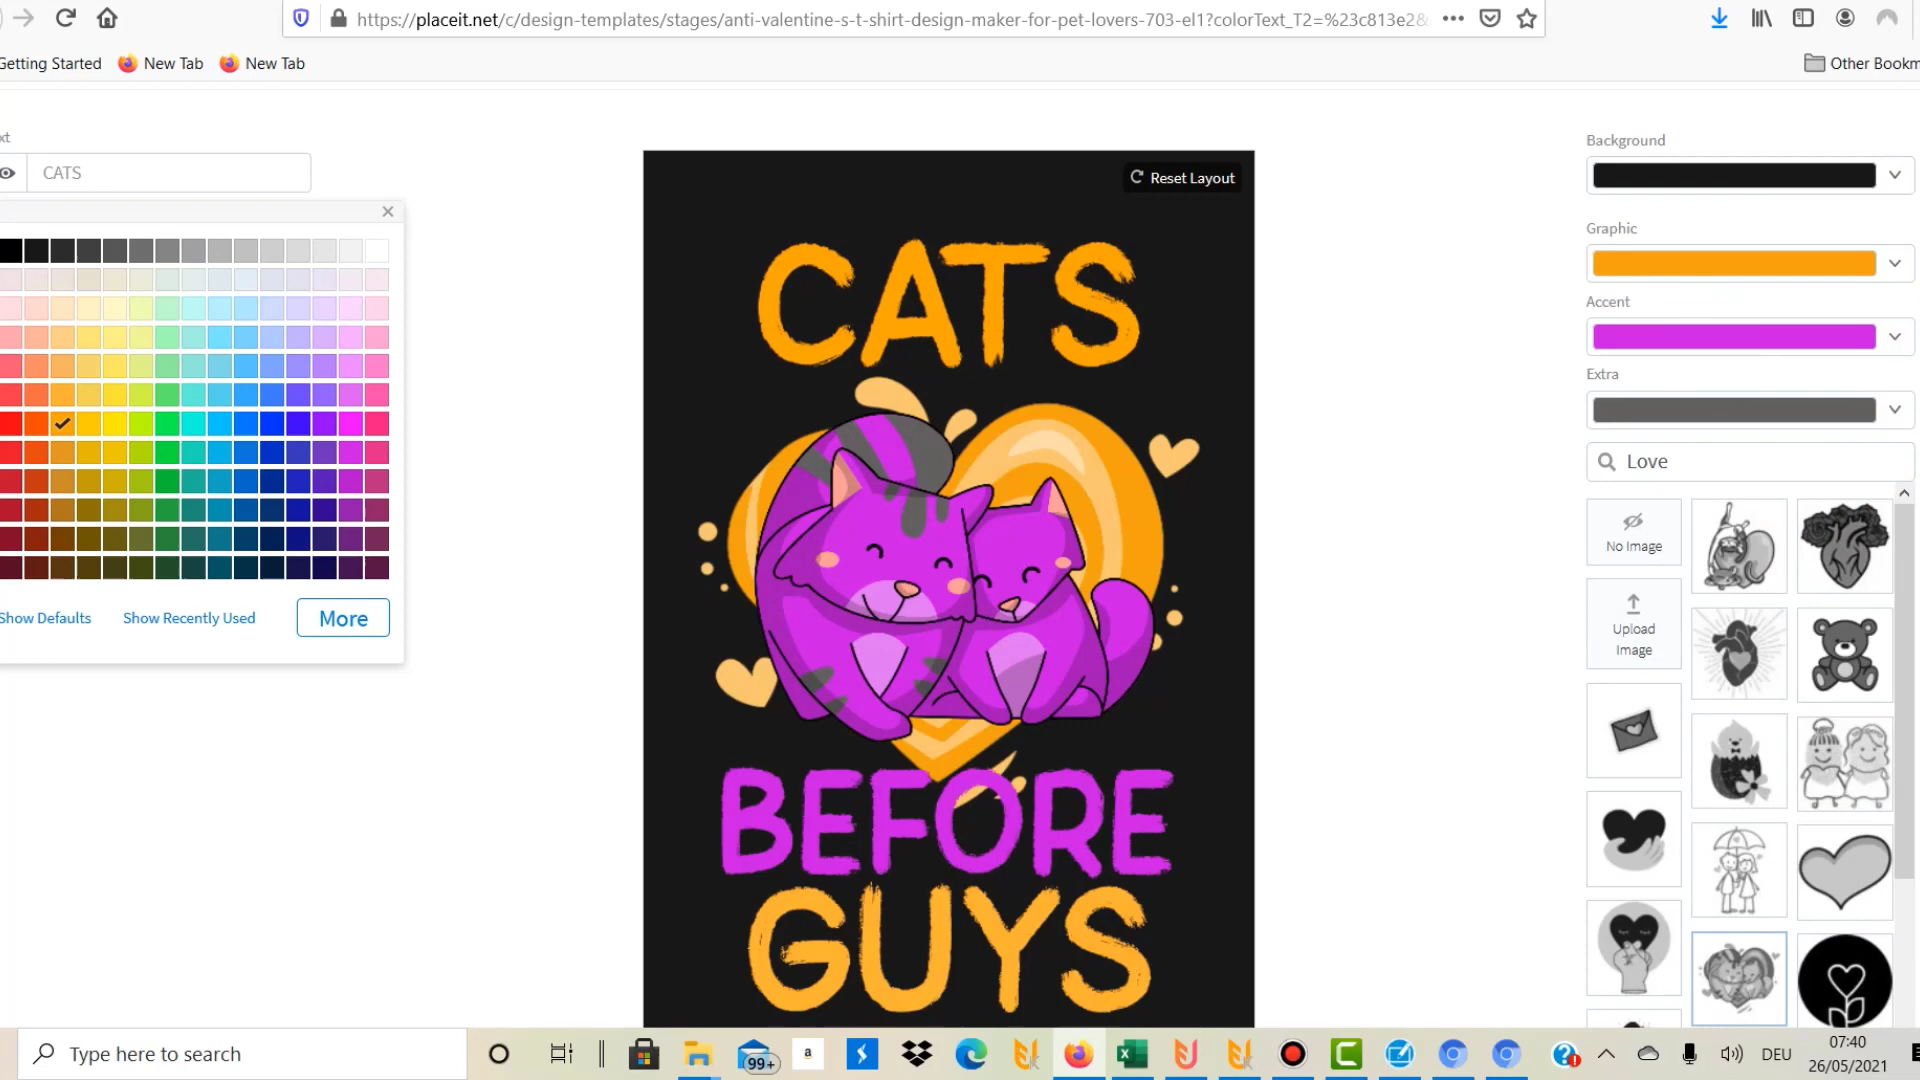 https://placeit.net/c/design-templates/stages/anti-valentine-s-t-shirt-design-maker-for-pet-lovers-703-el1?colorText_T2=%23c813e2&
Getting Started
New Tab
New Tab
Other Bookm
xt
CATS
Background
Reset Layout
Graphic
Accent
Extra
Love
No Image
Upload
Image
Show Defaults
Show Recently Used
More
CATS
BEFORE
GUYS
Type here to search
99+
a
DEU
07:40
26/05/2021